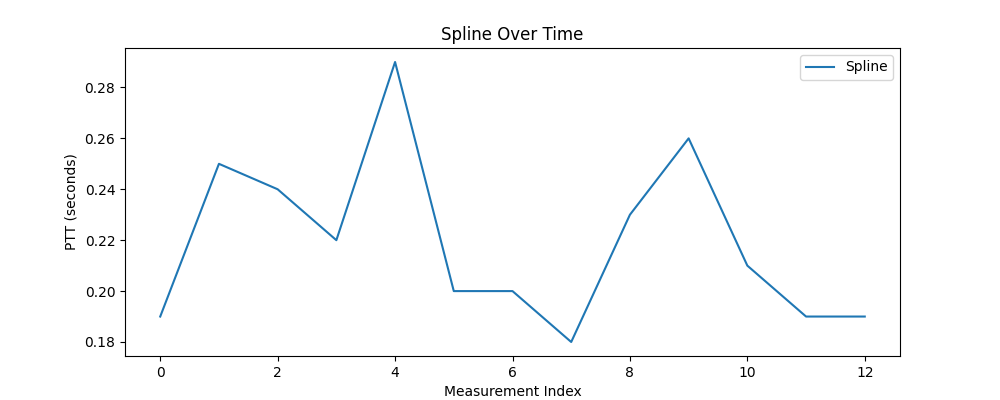 Spline Over Time
Spline
PTT (seconds)
0.28
0.26
0.24
0.22
0.20
0.18
0 2 4 6 8 10 12
Measurement Index